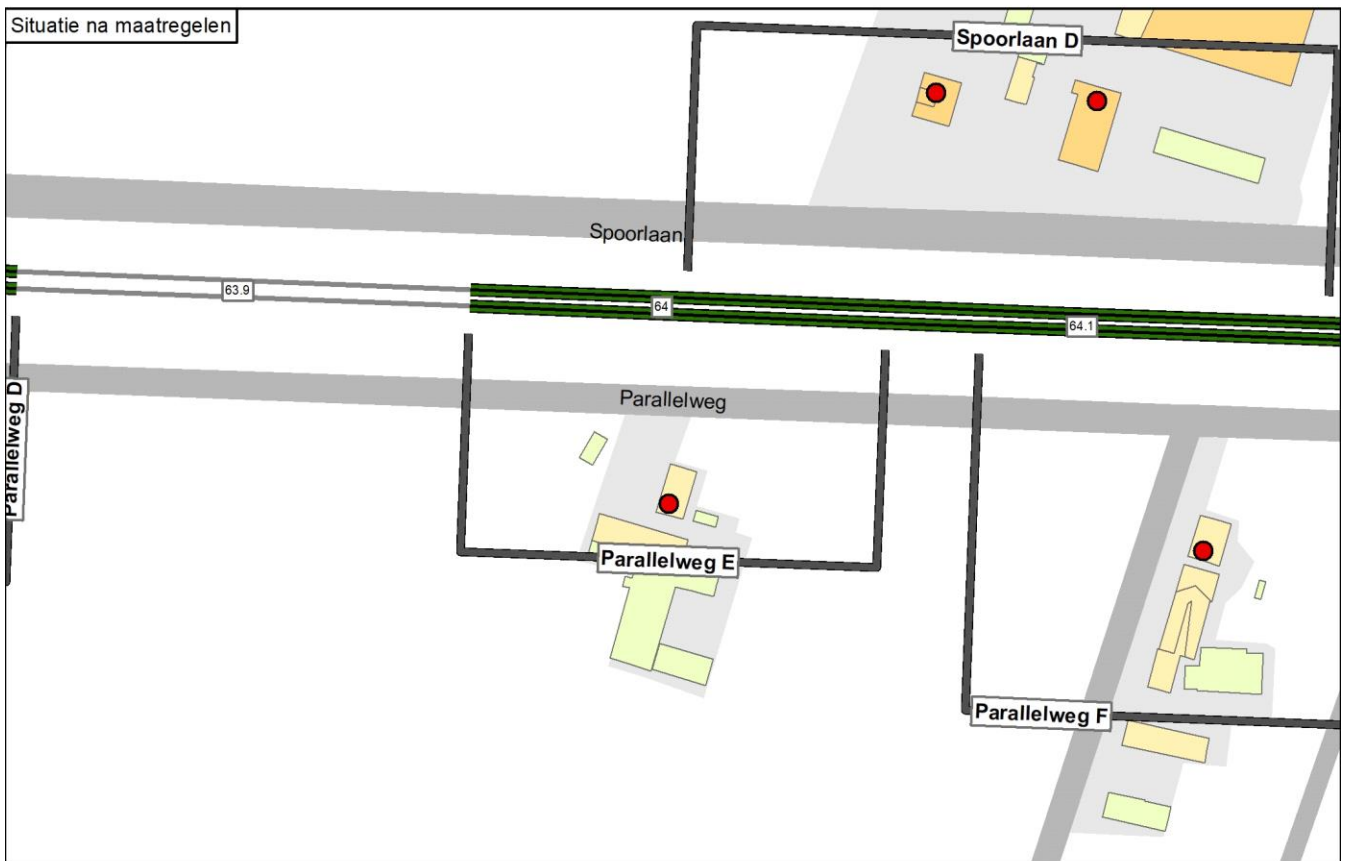 Situatie na maatregelen
Spoorlaan D
Spoorlaan
63.9
64
64.1
Parallelweg D
Parallelweg
Parallelweg E
Parallelweg F